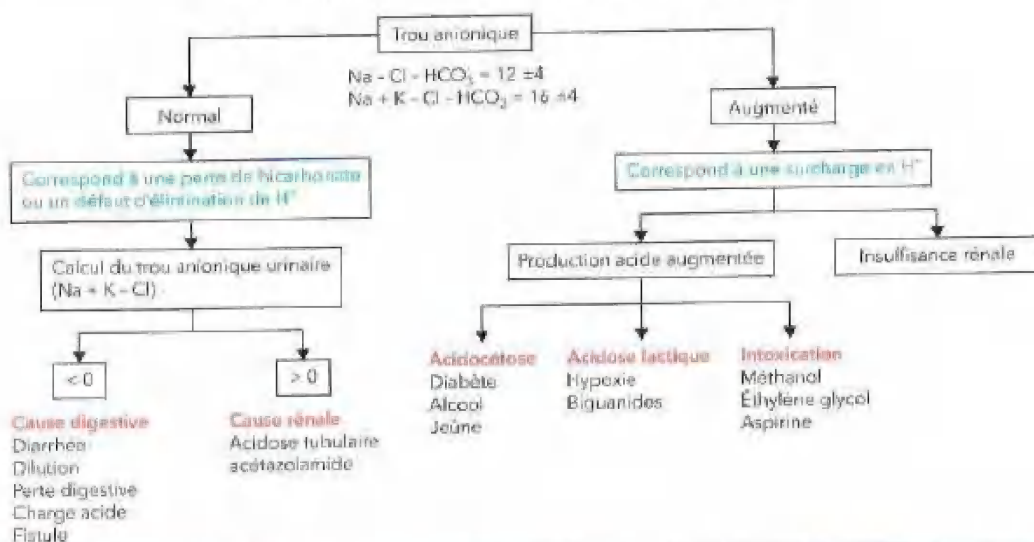 Trou anionique
Na - Cl - HCO₃⁻ = 12 ±4
Na + K - Cl - HCO₃ = 16 ±4
Normal
Augmenté
Correspond à une perte de bicarbonate
ou un défaut d'élimination de H⁺
Correspond à une surcharge en H⁺
Calcul du trou anionique urinaire
(Na + K - Cl)
Production acide augmentée
Insuffisance rénale
< 0
> 0
Cause digestive
Diarrhée
Dilution
Perte digestive
Charge acide
Fistule
Cause rénale
Acidose tubulaire
acétazolamide
Acidocétose
Diabète
Alcool
Jeûne
Acidose lactique
Hypoxie
Biguanides
Intoxication
Méthanol
Éthylène glycol
Aspirine